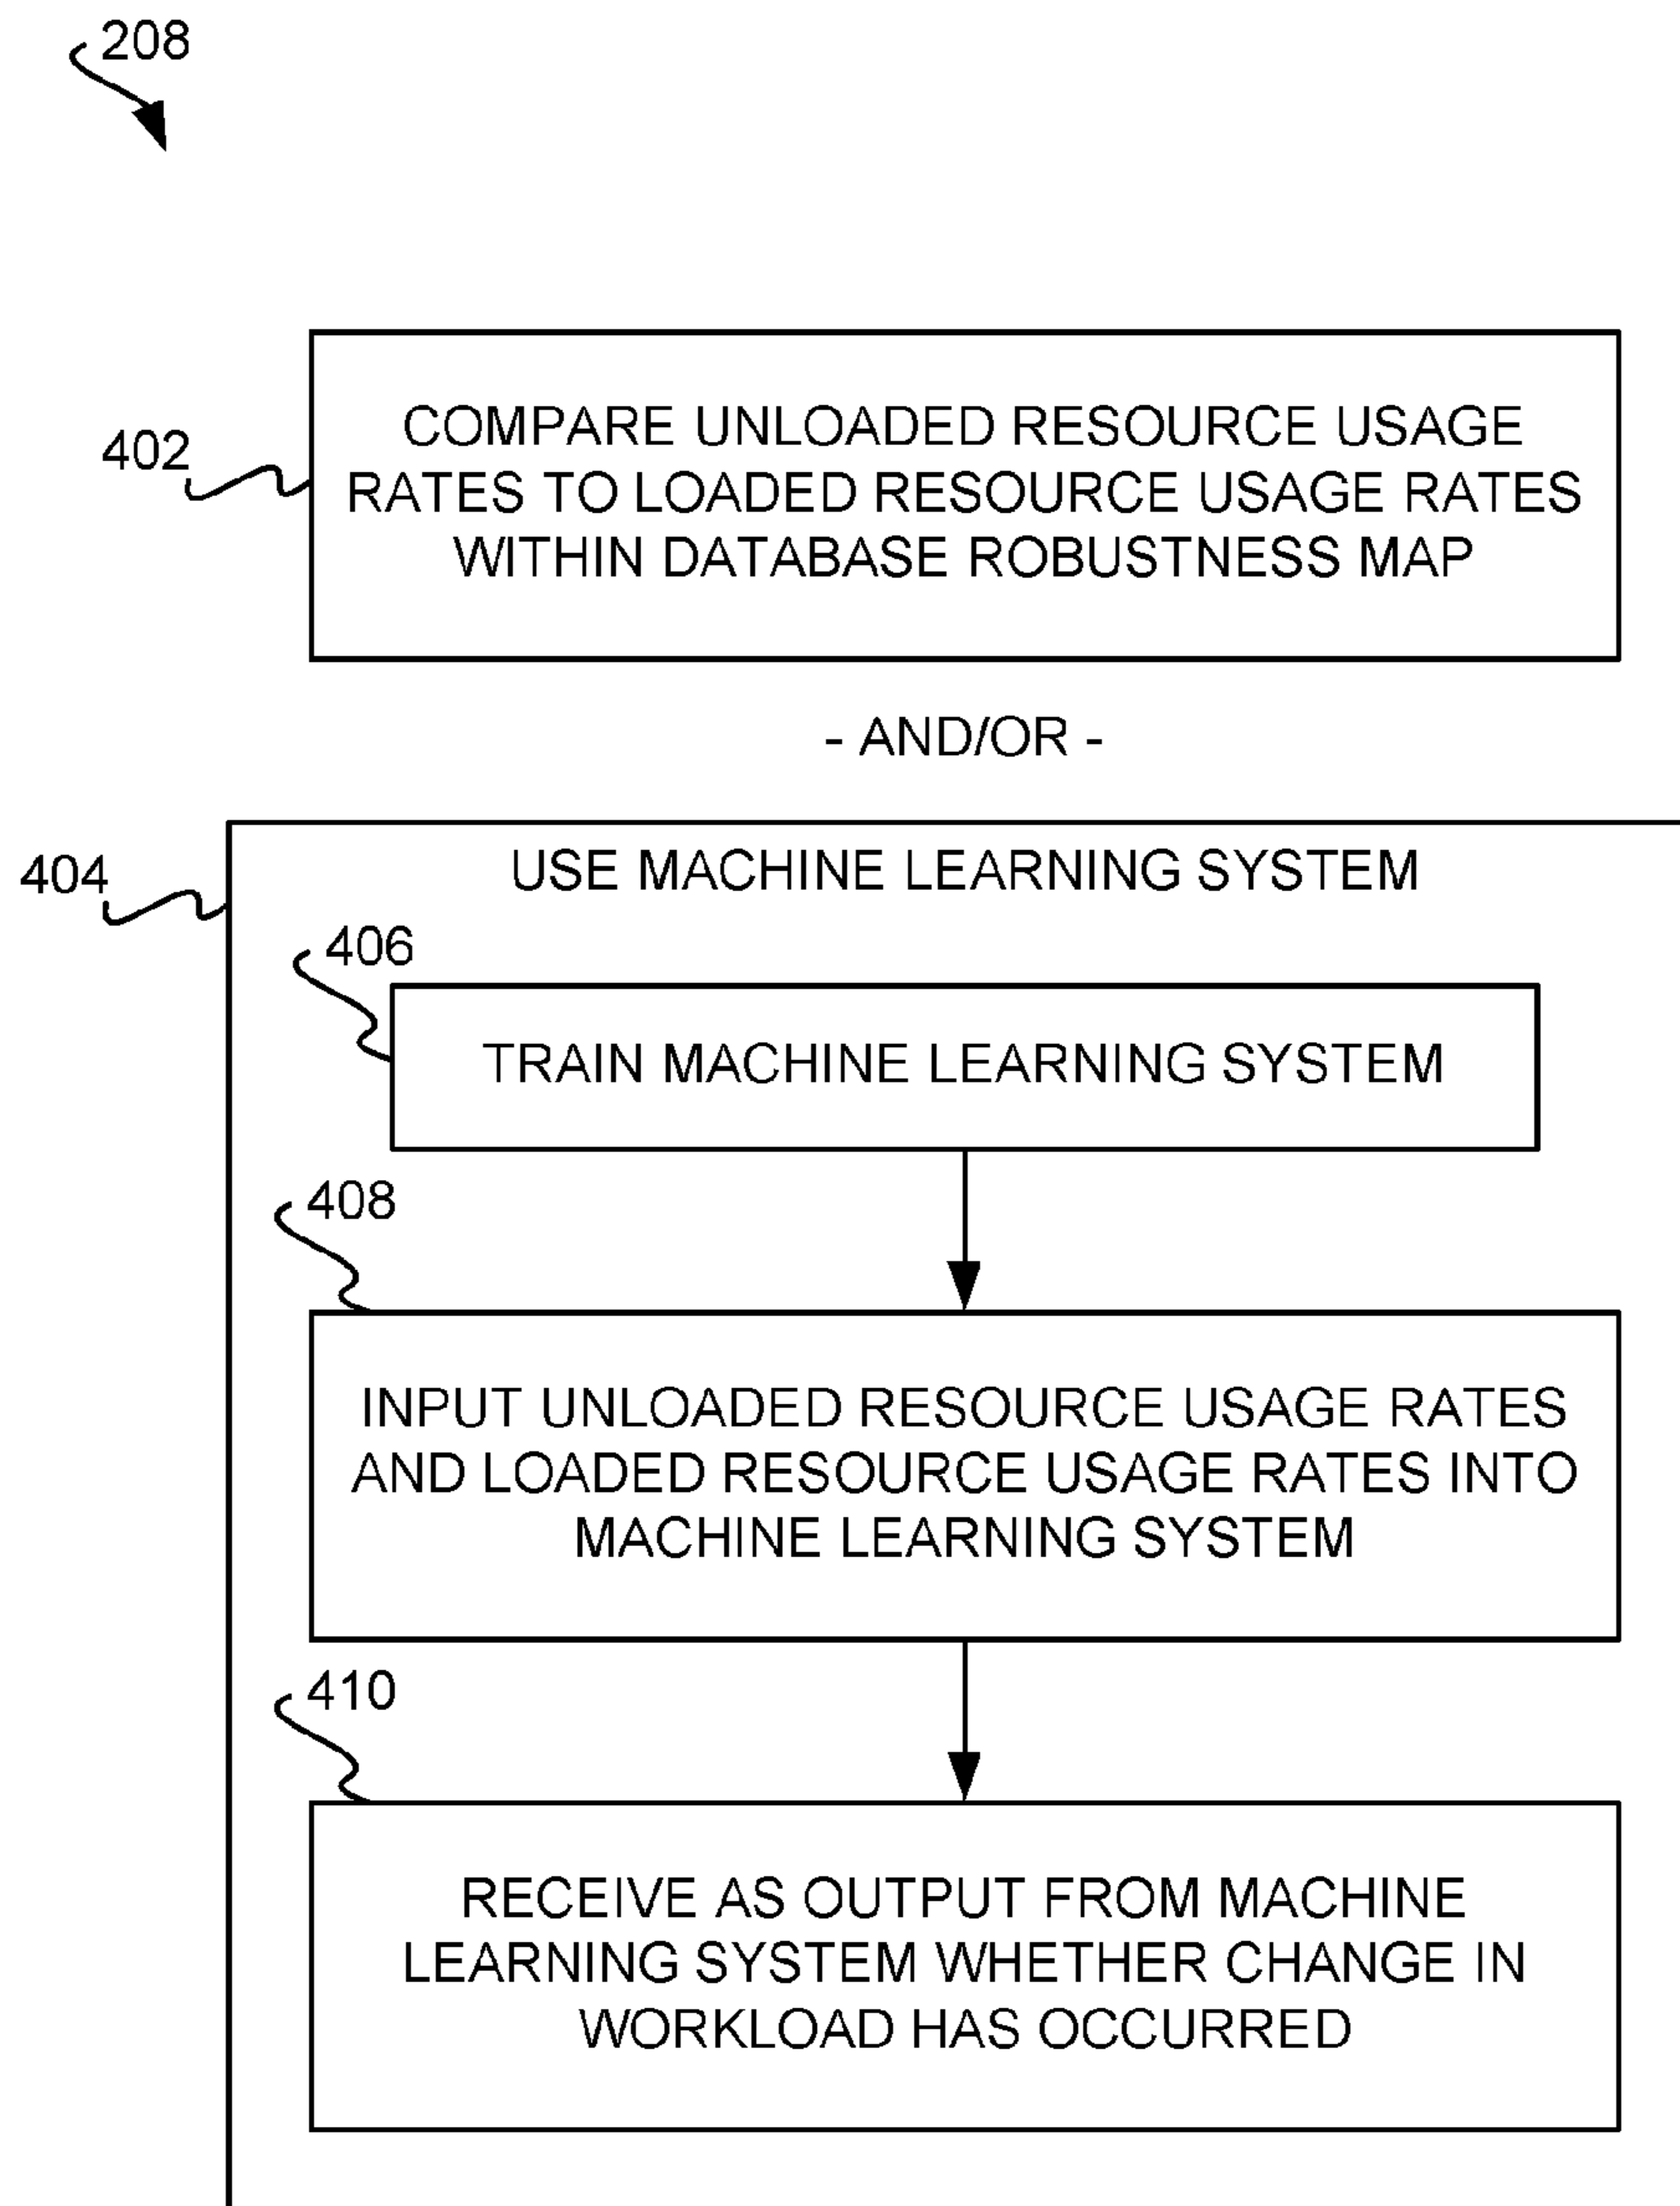 208
402
COMPARE UNLOADED RESOURCE USAGE
RATES TO LOADED RESOURCE USAGE RATES
WITHIN DATABASE ROBUSTNESS MAP
- AND/OR -
404
USE MACHINE LEARNING SYSTEM
406
TRAIN MACHINE LEARNING SYSTEM
408
INPUT UNLOADED RESOURCE USAGE RATES
AND LOADED RESOURCE USAGE RATES INTO
MACHINE LEARNING SYSTEM
410
RECEIVE AS OUTPUT FROM MACHINE
LEARNING SYSTEM WHETHER CHANGE IN
WORKLOAD HAS OCCURRED